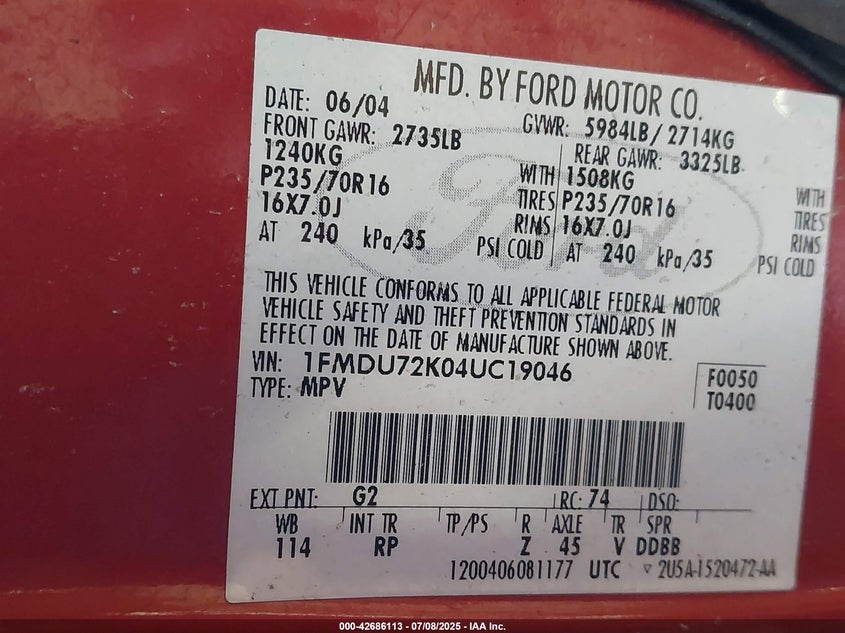 MFD. BY FORD MOTOR CO.
DATE: 06/04 GVWR: 5984LB/2714KG
FRONT GAWR: 2735LB REAR GAWR: 3325LB
1240KG WITH 1508KG WITH
P235/70R16 TIRES P235/70R16 TIRES
16X7.0J RIMS 16X7.0J RIMS
AT 240 kPa/35 PSI COLD AT 240 kPa/35 PSI COLD
THIS VEHICLE CONFORMS TO ALL APPLICABLE FEDERAL MOTOR
VEHICLE SAFETY AND THEFT PREVENTION STANDARDS IN
EFFECT ON THE DATE OF MANUFACTURE SHOWN ABOVE.
VIN: 1FMDU72K04UC19046 F0050
TYPE: MPV T0400
EXT PNT: G2 RC: 74 DSO:
WB INT TR TP/PS R AXLE TR SPR
114 RP Z 45 V DDBB
1200406081177 UTC ▿ 2U5A-1520472-AA
Ford
000-42686113 - 07/08/2025 - IAA Inc.